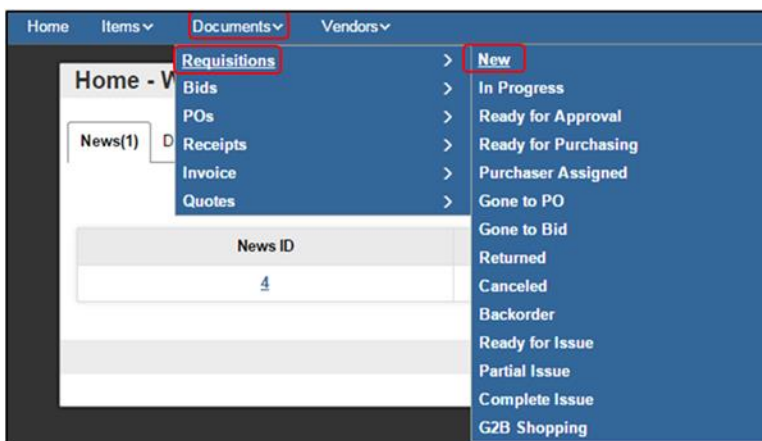 Home Items Documents Vendors
Requisitions New
Home - W
Bids In Progress
POs Ready for Approval
News(1) D Receipts Ready for Purchasing
Invoice Purchaser Assigned
Quotes Gone to PO
Gone to Bid
News ID
Returned
4 Canceled
Backorder
Ready for Issue
Partial Issue
Complete Issue
G2B Shopping